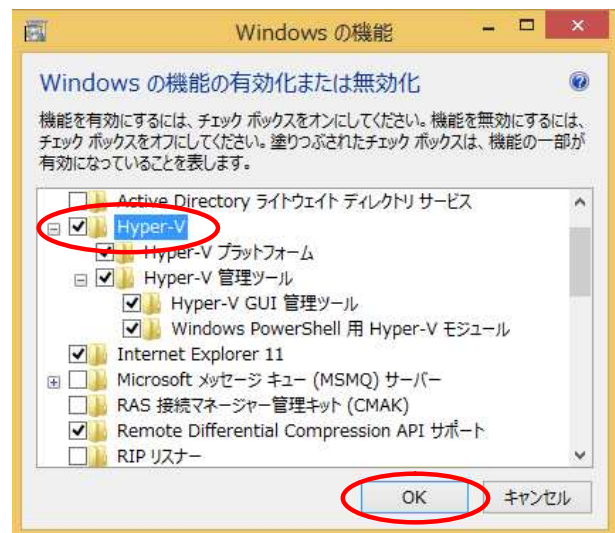 Windows の機能
Windows の機能の有効化または無効化
機能を有効にするには、チェック ボックスをオンにしてください。機能を無効にするには、
チェック ボックスをオフにしてください。塗りつぶされたチェック ボックスは、機能の一部が
有効になっていることを表します。
Active Directory ライトウェイト ディレクトリ サービス
Hyper-V
Hyper-V プラットフォーム
Hyper-V 管理ツール
Hyper-V GUI 管理ツール
Windows PowerShell 用 Hyper-V モジュール
Internet Explorer 11
Microsoft メッセージ キュー (MSMQ) サーバー
RAS 接続マネージャー管理キット (CMAK)
Remote Differential Compression API サポート
RIP リスナー
OK キャンセル